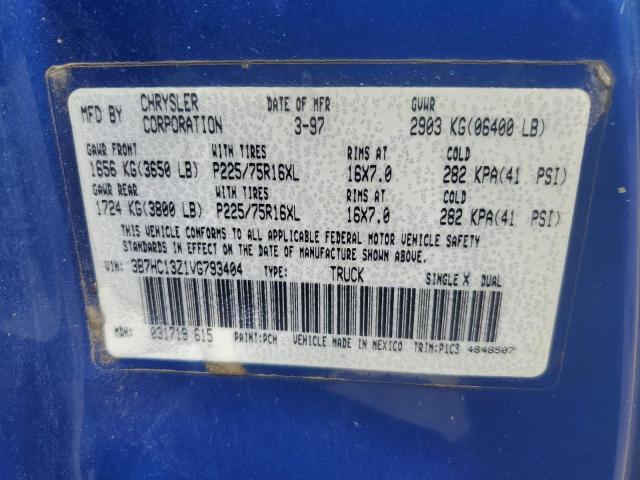 MFD BY CHRYSLER CORPORATION DATE OF MFR 3-97 GVWR 2903 KG(06400 LB)
GAWR FRONT WITH TIRES RIMS AT COLD
1656 KG(3650 LB) P225/75R16XL 16X7.0 282 KPA(41 PSI)
GAWR REAR WITH TIRES RIMS AT COLD
1724 KG(3800 LB) P225/75R16XL 16X7.0 282 KPA(41 PSI)
THIS VEHICLE CONFORMS TO ALL APPLICABLE FEDERAL MOTOR VEHICLE SAFETY
STANDARDS IN EFFECT ON THE DATE OF MANUFACTURE SHOWN ABOVE.
VIN: 3B7HC13Z1VG793404 TYPE: TRUCK SINGLE X DUAL
MDH: 031719 615 PAINT:PCH VEHICLE MADE IN MEXICO TRIM:P1C3 4648507